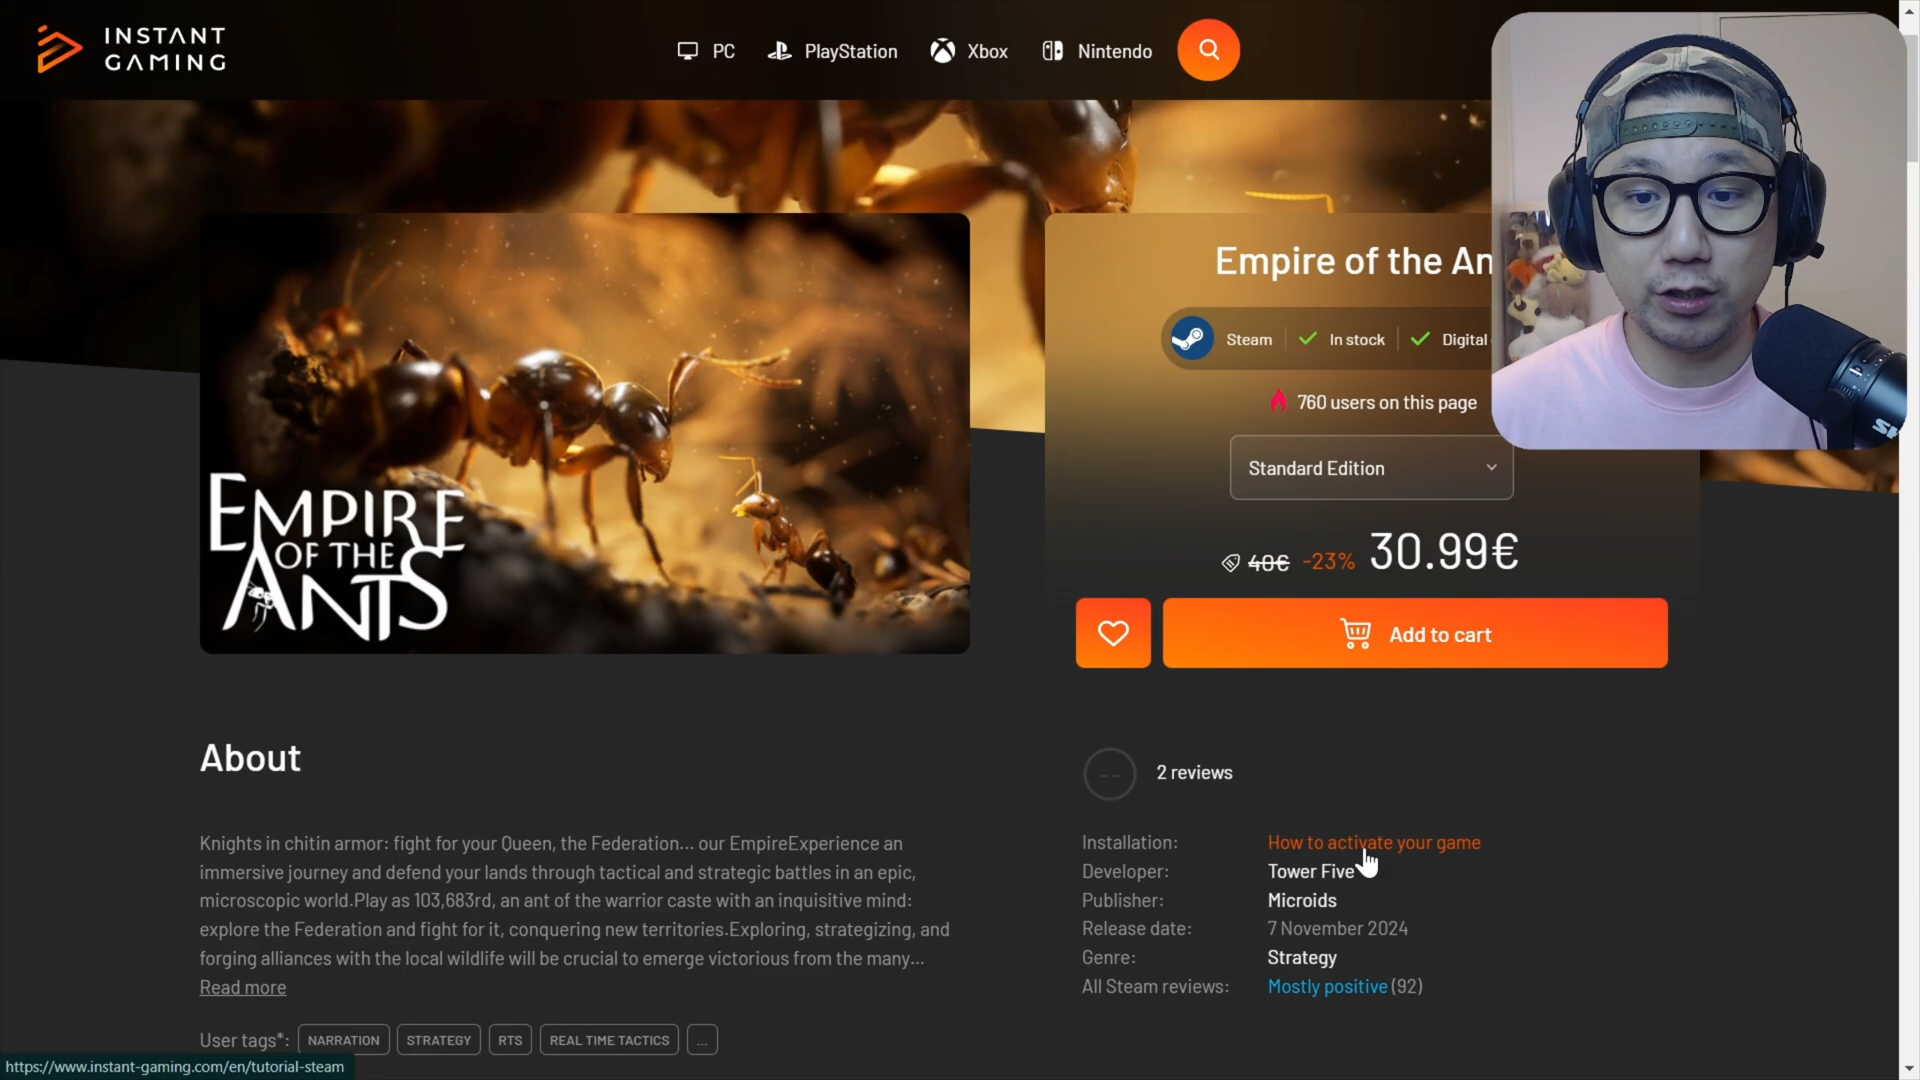 INSTANT
GAMING
PC
PlayStation
Xbox
Nintendo
Empire of the An
Steam
In stock
Digital
760 users on this page
Standard Edition
40€ -23% 30.99€
Add to cart
EMPIRE
OF THE
ANTS
About
Knights in chitin armor: fight for your Queen, the Federation... our EmpireExperience an
immersive journey and defend your lands through tactical and strategic battles in an epic,
microscopic world.Play as 103,683rd, an ant of the warrior caste with an inquisitive mind:
explore the Federation and fight for it, conquering new territories.Exploring, strategizing, and
forging alliances with the local wildlife will be crucial to emerge victorious from the many...
Read more
User tags*: NARRATION STRATEGY RTS REAL TIME TACTICS ...
-- 2 reviews
Installation: How to activate your game
Developer: Tower Five
Publisher: Microids
Release date: 7 November 2024
Genre: Strategy
All Steam reviews: Mostly positive (92)
https://www.instant-gaming.com/en/tutorial-steam